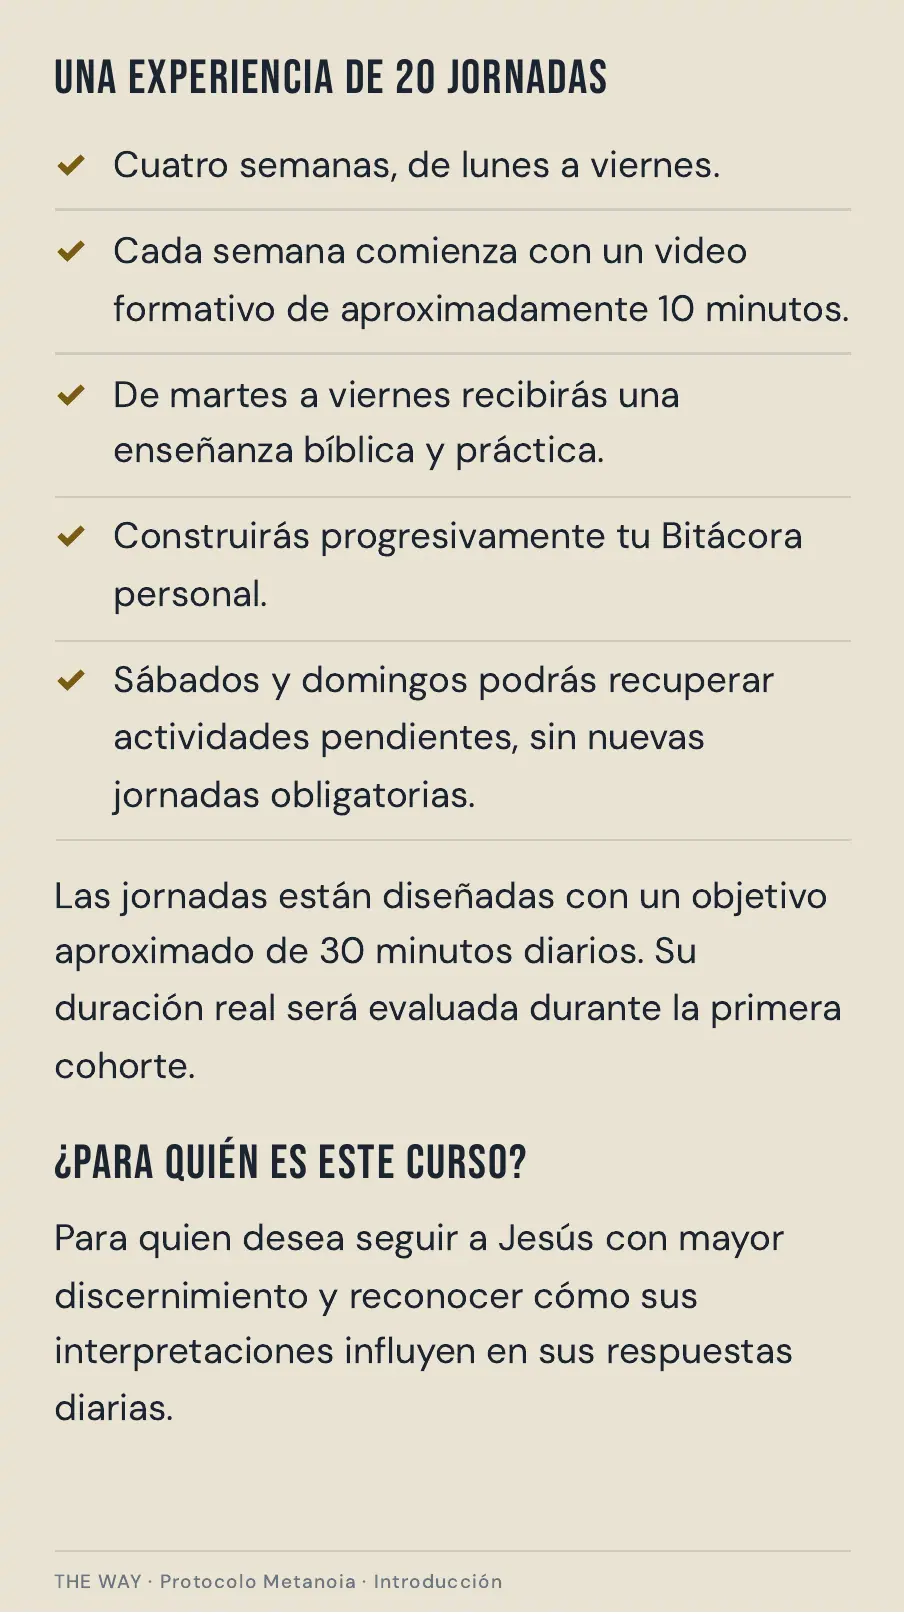 UNA EXPERIENCIA DE 20 JORNADAS
Cuatro semanas, de lunes a viernes.
Cada semana comienza con un video
formativo de aproximadamente 10 minutos.
De martes a viernes recibirás una
enseñanza bíblica y práctica.
Construirás progresivamente tu Bitácora
personal.
Sábados y domingos podrás recuperar
actividades pendientes, sin nuevas
jornadas obligatorias.
Las jornadas están diseñadas con un objetivo
aproximado de 30 minutos diarios. Su
duración real será evaluada durante la primera
cohorte.
¿PARA QUIÉN ES ESTE CURSO?
Para quien desea seguir a Jesús con mayor
discernimiento y reconocer cómo sus
interpretaciones influyen en sus respuestas
diarias.
THE WAY · Protocolo Metanoia · Introducción